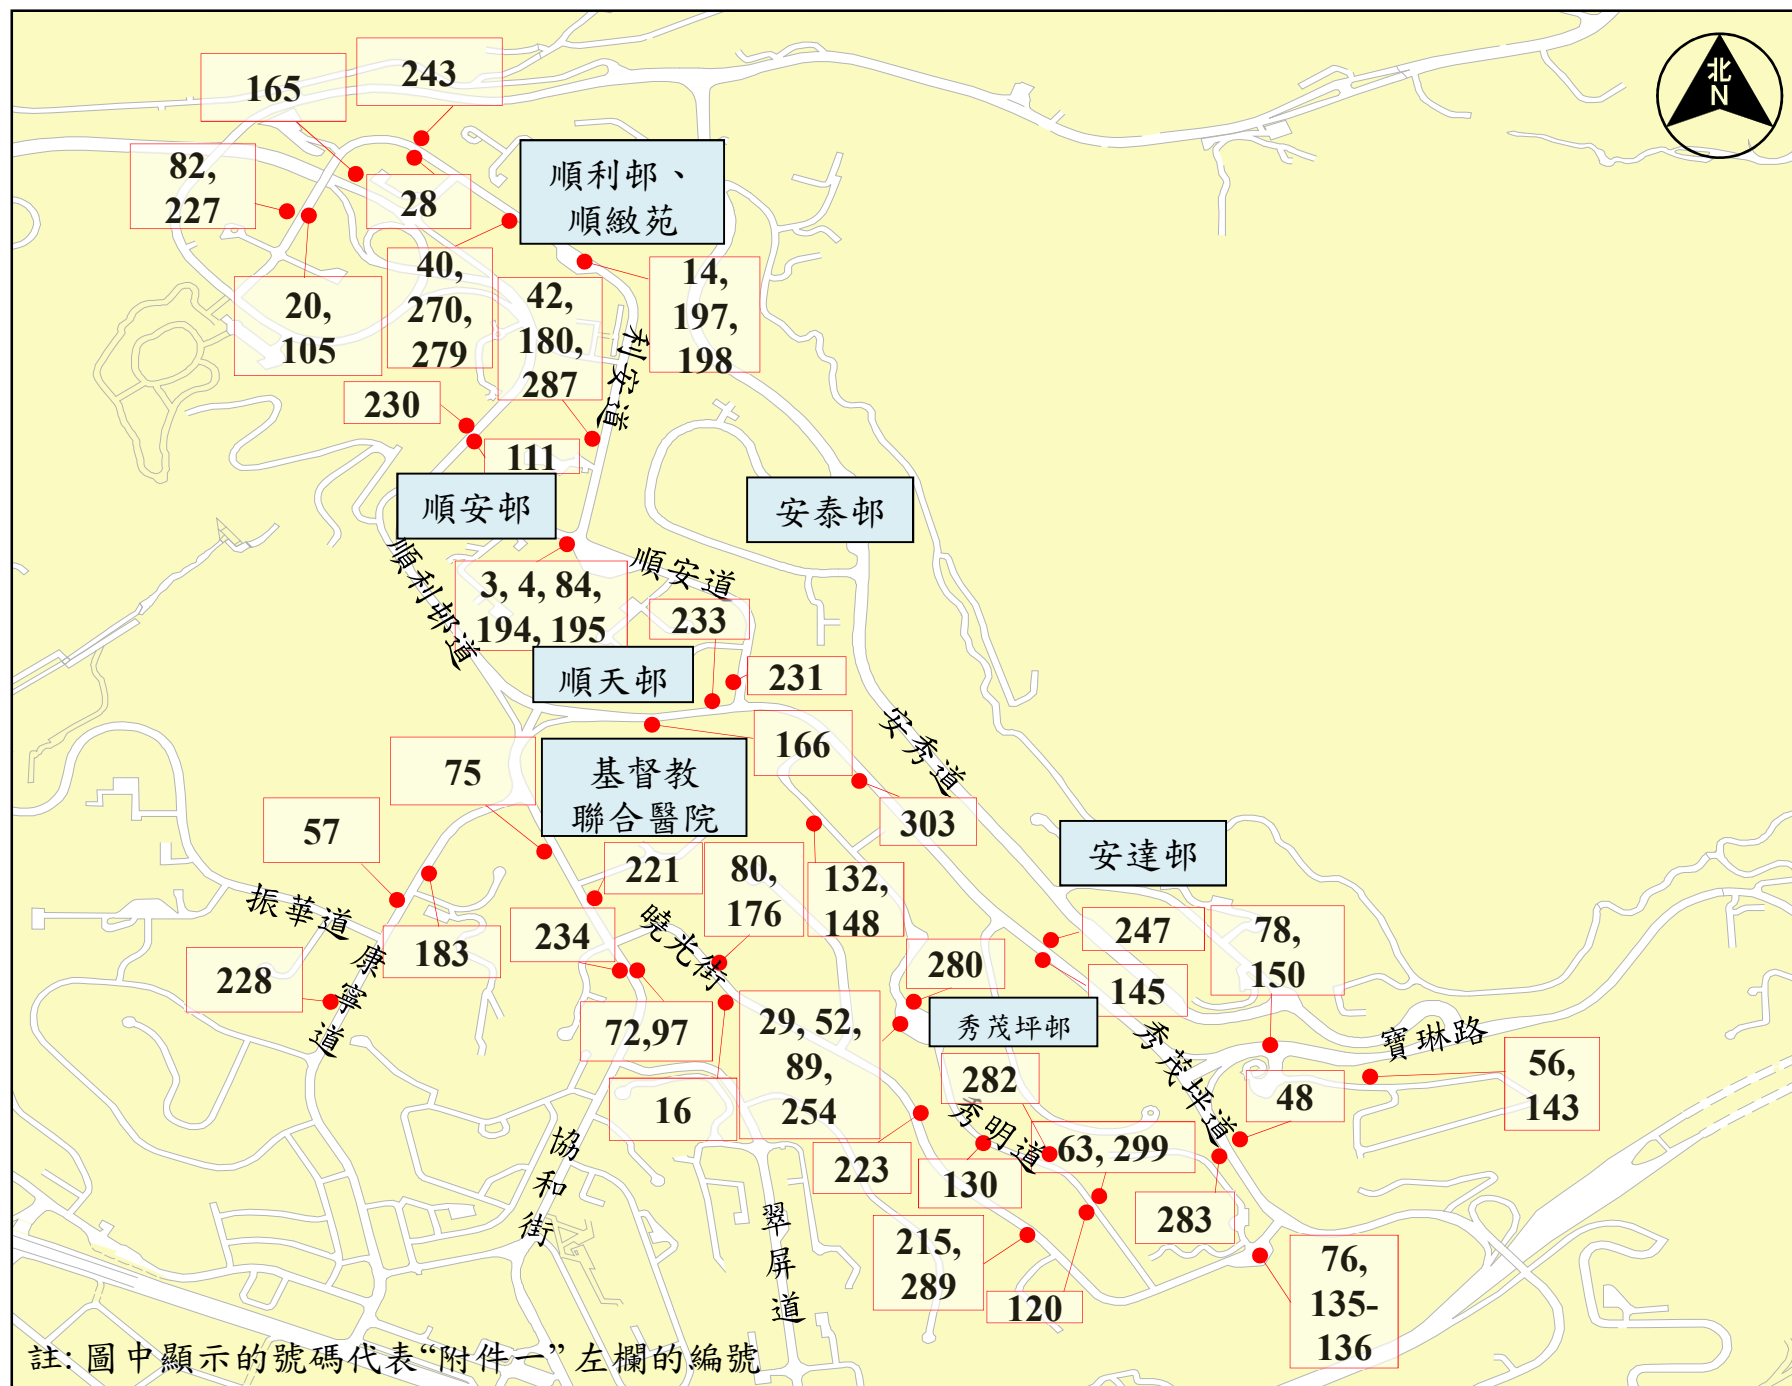 北
N
243
165
82,
227
28
順利邨、
順緻苑
20,
105
40,
270,
279
42,
180,
287
14,
197,
198
利安道
230
111
順安邨
安泰邨
順利邨道
順安道
3, 4, 84,
194, 195
233
順天邨
231
166
安秀道
75
基督教
聯合醫院
303
57
221
80,
176
132,
148
安達邨
振華道
康寧道
183
234
曉光街
280
247
78,
150
228
72,97
29, 52,
89,
254
秀茂坪邨
145
秀茂坪道
寶琳路
16
282
48
56,
143
協和街
秀明道
223
130
63, 299
283
翠屏道
215,
289
120
76,
135-
136
註: 圖中顯示的號碼代表“附件一” 左欄的編號